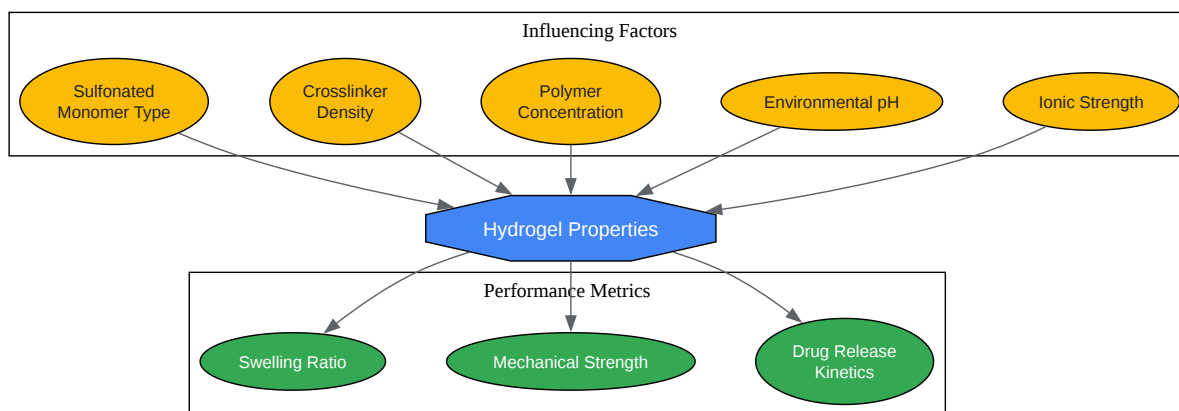 Influencing Factors
Sulfonated
Monomer Type
Crosslinker
Density
Polymer
Concentration
Environmental pH
Ionic Strength
Hydrogel Properties
Performance Metrics
Swelling Ratio
Mechanical Strength
Drug Release
Kinetics